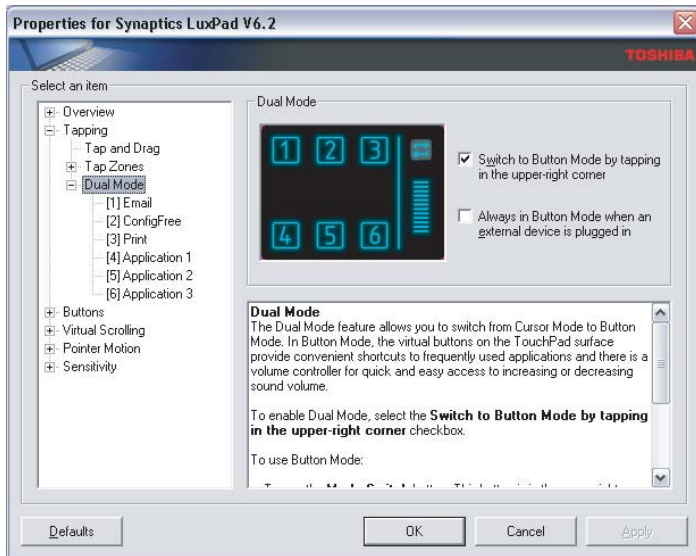 Properties for Synaptics LuxPad V6.2
TOSHIBA
Select an item
Overview
Tapping
Tap and Drag
Tap Zones
Dual Mode
[1] Email
[2] ConfigFree
[3] Print
[4] Application 1
[5] Application 2
[6] Application 3
Buttons
Virtual Scrolling
Pointer Motion
Sensitivity
Dual Mode
1 2 3
4 5 6
Switch to Button Mode by tapping
in the upper-right corner
Always in Button Mode when an
external device is plugged in
Dual Mode
The Dual Mode feature allows you to switch from Cursor Mode to Button
Mode. In Button Mode, the virtual buttons on the TouchPad surface
provide convenient shortcuts to frequently used applications and there is a
volume controller for quick and easy access to increasing or decreasing
sound volume.
To enable Dual Mode, select the Switch to Button Mode by tapping
in the upper-right corner checkbox.
To use Button Mode:
Defaults
OK
Cancel
Apply